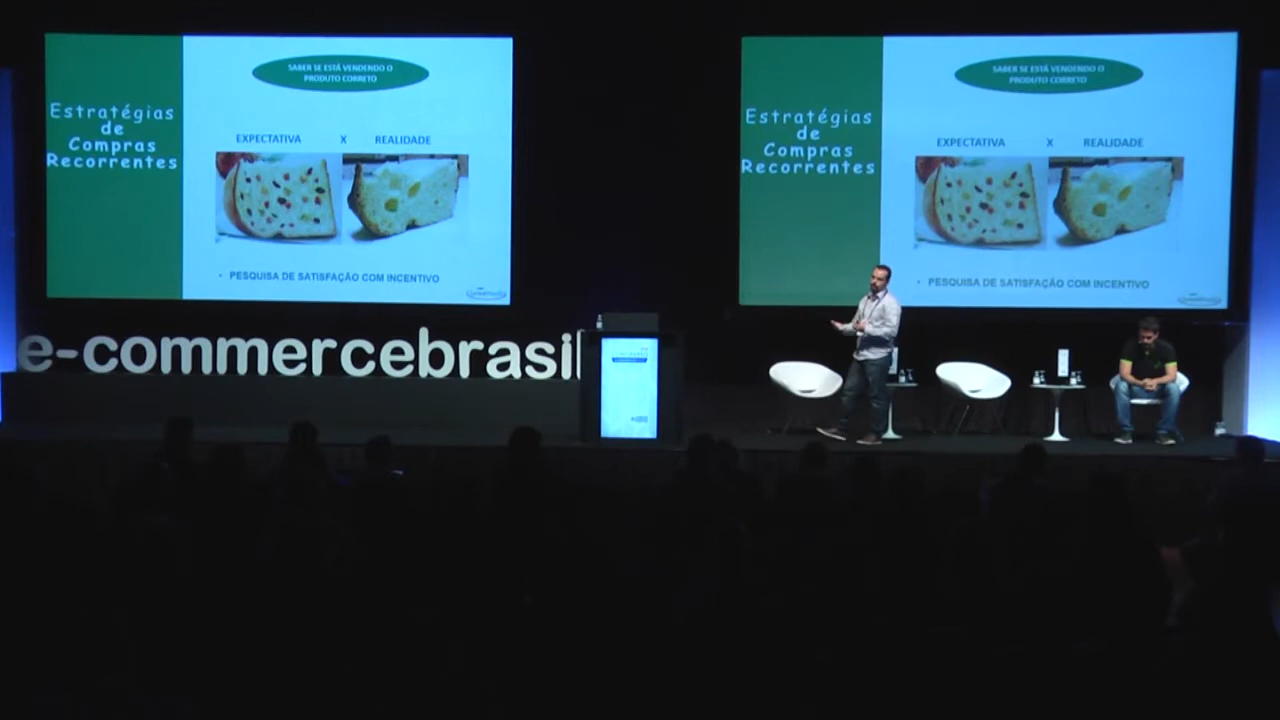 SABER SE ESTÁ VENDENDO O
PRODUTO CORRETO
Estratégias
de
Compras
Recorrentes
EXPECTATIVA X REALIDADE
• PESQUISA DE SATISFAÇÃO COM INCENTIVO
SABER SE ESTÁ VENDENDO O
PRODUTO CORRETO
Estratégias
de
Compras
Recorrentes
EXPECTATIVA X REALIDADE
• PESQUISA DE SATISFAÇÃO COM INCENTIVO
e-commercebrasil